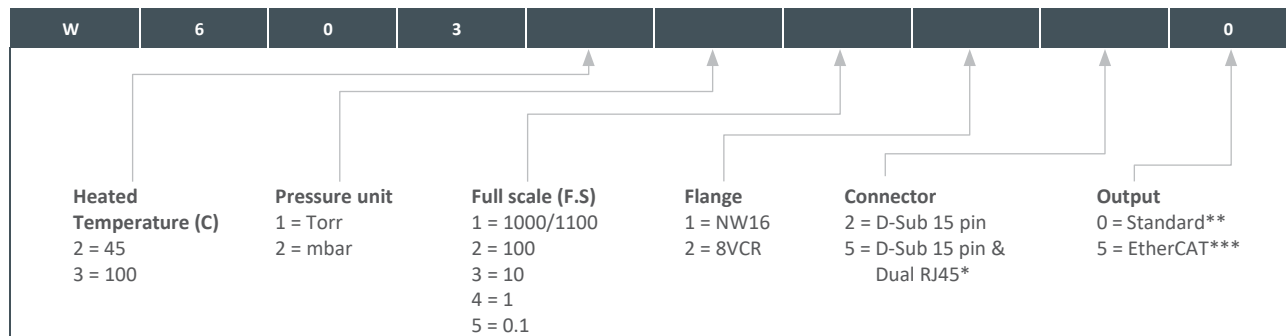 W 6 0 3 0
Heated
Temperature (C)
2 = 45
3 = 100
Pressure unit
1 = Torr
2 = mbar
Full scale (F.S)
1 = 1000/1100
2 = 100
3 = 10
4 = 1
5 = 0.1
Flange
1 = NW16
2 = 8VCR
Connector
2 = D-Sub 15 pin
5 = D-Sub 15 pin &
Dual RJ45*
Output
0 = Standard**
5 = EtherCAT***